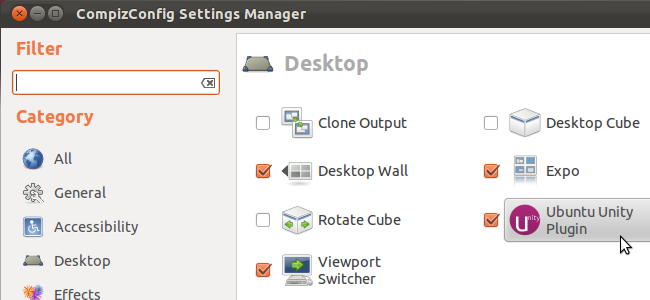 CompizConfig Settings Manager
Filter
Category
All
General
Accessibility
Desktop
Effects
Desktop
Clone Output
Desktop Cube
Desktop Wall
Expo
Rotate Cube
Unity
Ubuntu Unity
Plugin
Viewport
Switcher